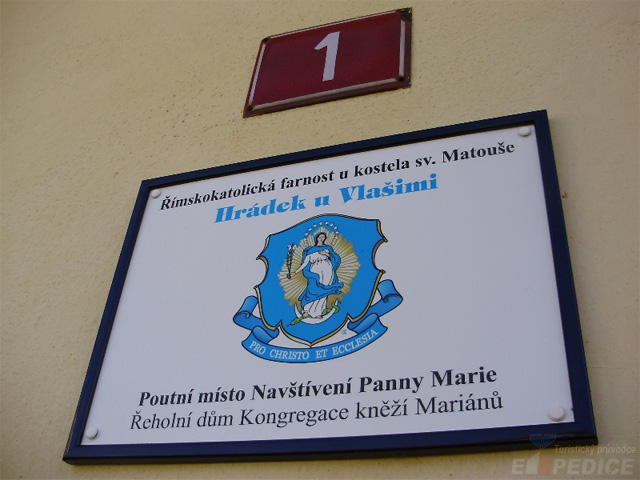 1
Římskokatolická farnost u kostela sv. Matouše
Hrádek u Vlašimi
PRO CHRISTO ET ECCLESIA
Poutní místo Navštívení Panny Marie
Řeholní dům Kongregace kněží Mariánů
Turistický průvodce
EXPEDICE